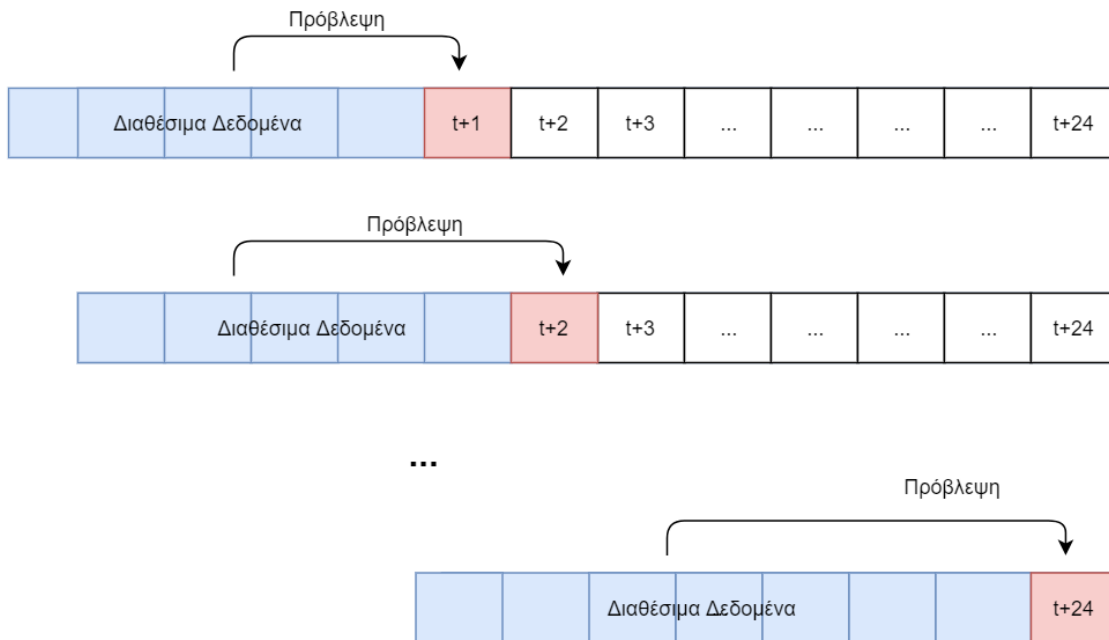 Πρόβλεψη
Διαθέσιμα Δεδομένα t+1 t+2 t+3 ... ... ... ... t+24
Πρόβλεψη
Διαθέσιμα Δεδομένα t+2 t+3 ... ... ... ... t+24
...
Πρόβλεψη
Διαθέσιμα Δεδομένα t+24